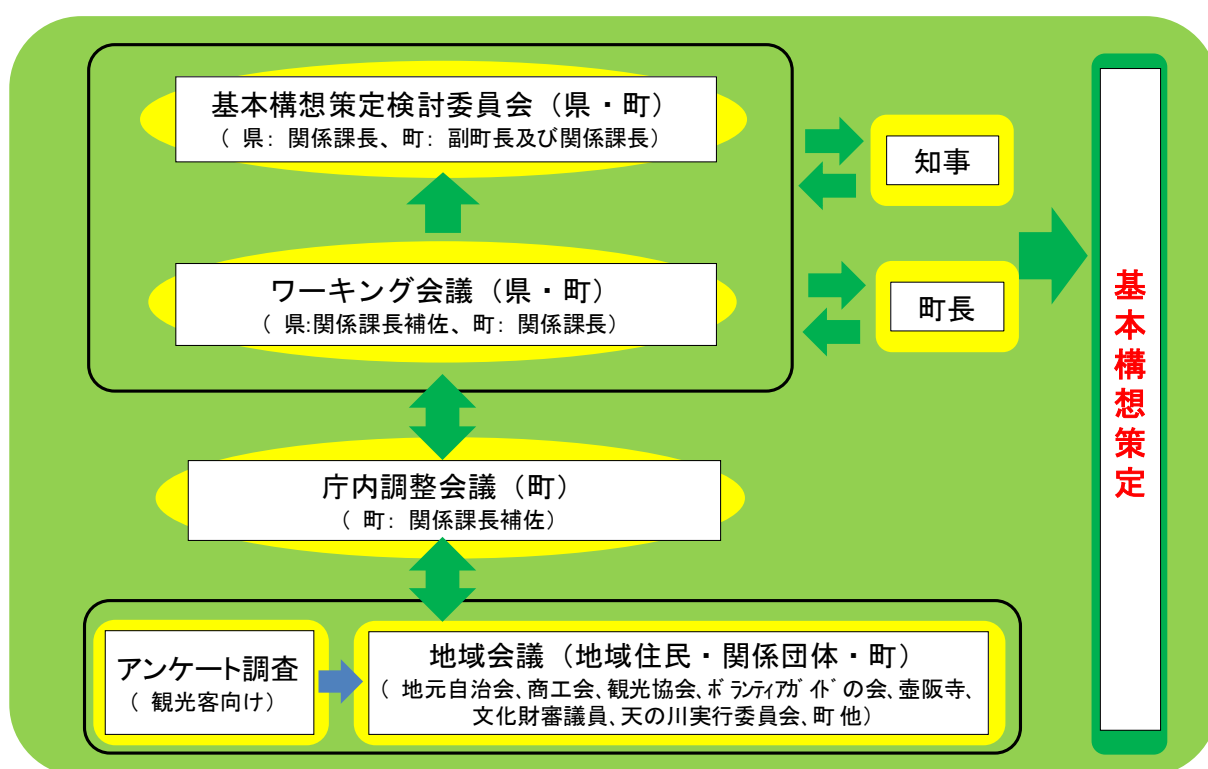 基本構想策定検討委員会（県・町）
（ 県： 関係課長、町： 副町長及び関係課長）
知事
ワーキング会議（県・町）
（ 県：関係課長補佐、町： 関係課長）
町長
基本構想策定
庁内調整会議（町）
（ 町： 関係課長補佐）
アンケート調査
（ 観光客向け）
地域会議（地域住民・関係団体・町）
（ 地元自治会、商工会、観光協会、ﾎﾞﾗﾝﾃｨｱｶﾞｲﾄﾞの会、壺阪寺、
文化財審議員、天の川実行委員会、町 他）